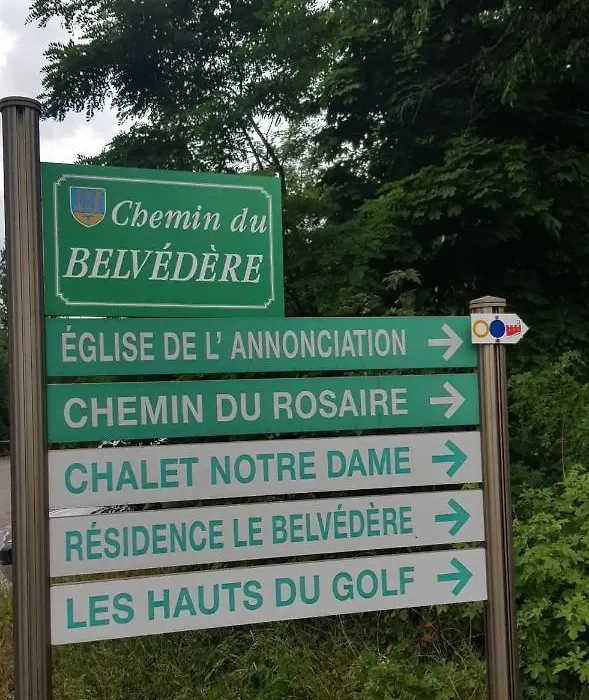 Chemin du
BELVÉDÈRE
ÉGLISE DE L' ANNONCIATION
CHEMIN DU ROSAIRE
CHALET NOTRE DAME
RÉSIDENCE LE BELVÉDÈRE
LES HAUTS DU GOLF